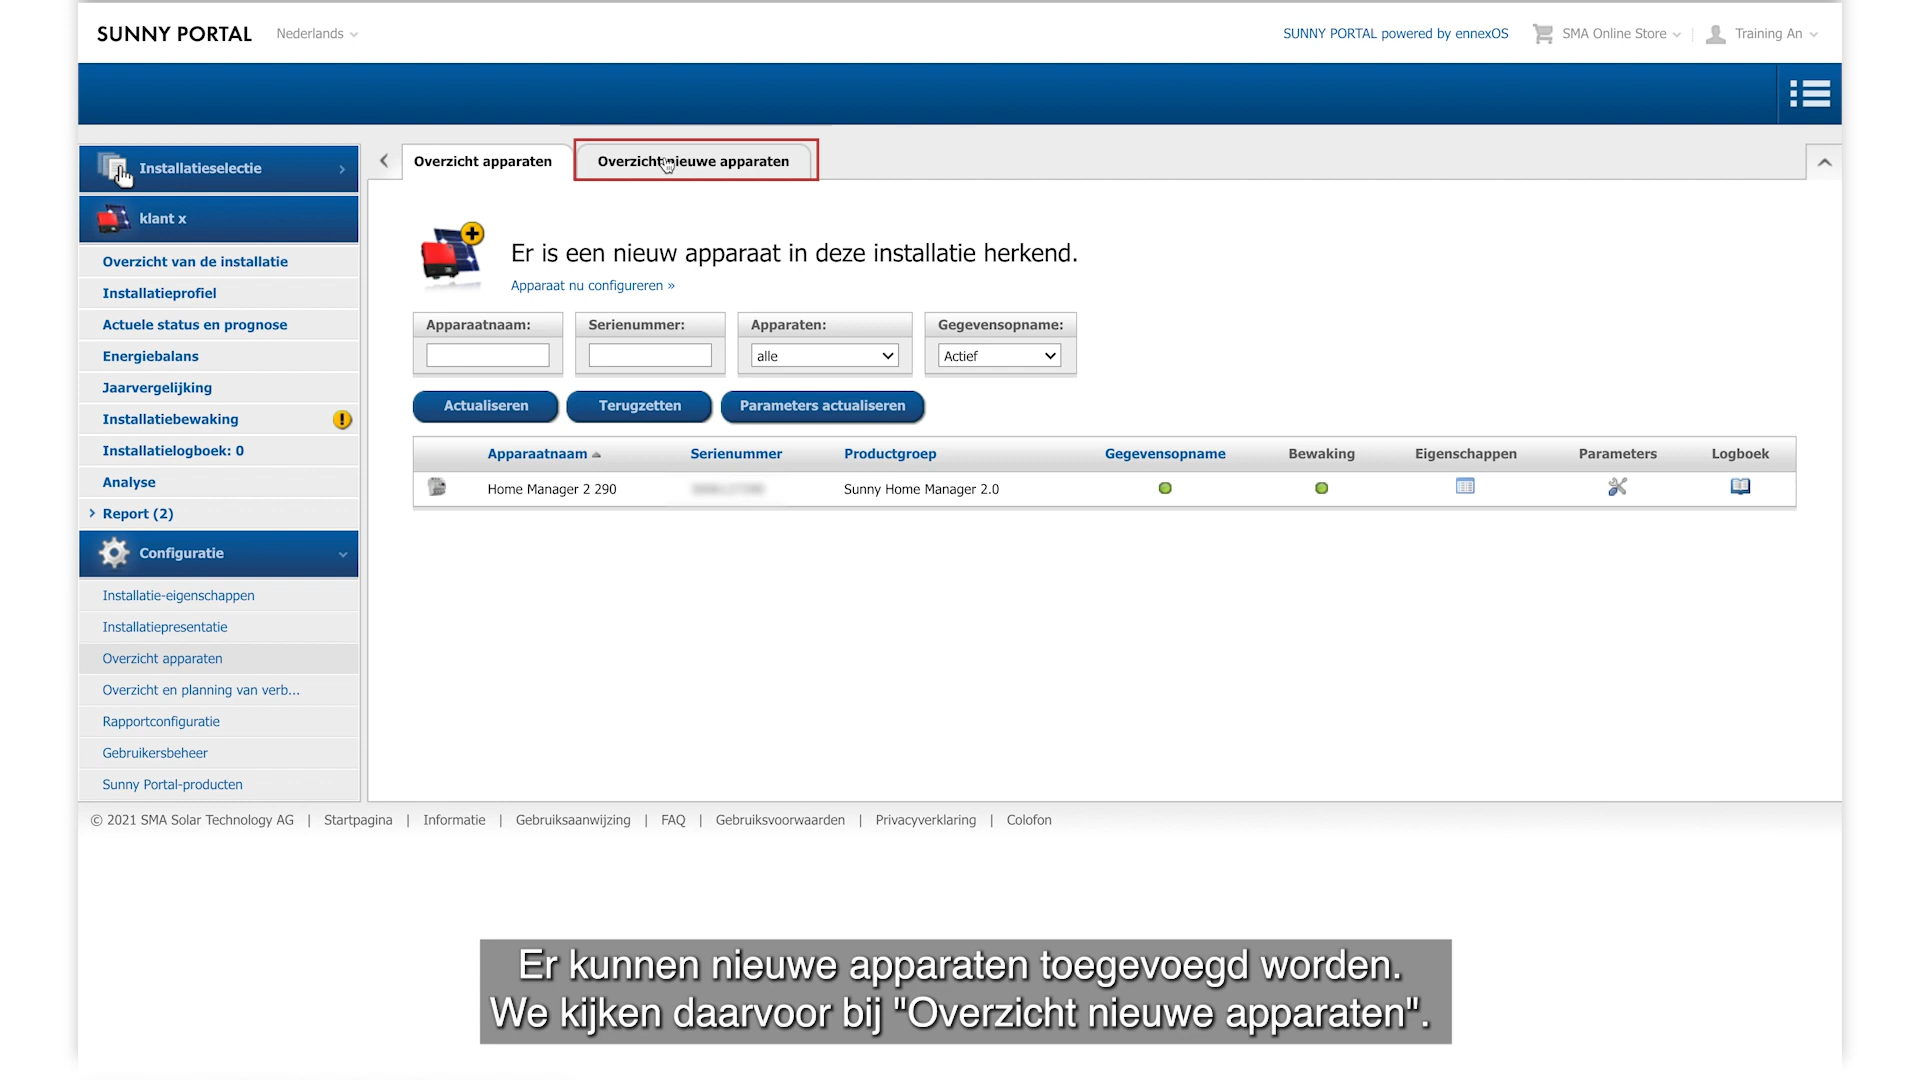 SUNNY PORTAL
Nederlands
SUNNY PORTAL powered by ennexOS
SMA Online Store
Training An
Installatieselectie
klant x
Overzicht van de installatie
Installatieprofiel
Actuele status en prognose
Energiebalans
Jaarvergelijking
Installatiebewaking
Installatielogboek: 0
Analyse
Report (2)
Configuratie
Installatie-eigenschappen
Installatiepresentatie
Overzicht apparaten
Overzicht en planning van verb...
Rapportconfiguratie
Gebruikersbeheer
Sunny Portal-producten
Overzicht apparaten
Overzicht nieuwe apparaten
Er is een nieuw apparaat in deze installatie herkend.
Apparaat nu configureren »
Apparaatnaam: Serienummer: Apparaten: Gegevensopname:
alle Actief
Actualiseren Terugzetten Parameters actualiseren
Apparaatnaam Serienummer Productgroep Gegevensopname Bewaking Eigenschappen Parameters Logboek
Home Manager 2 290 Sunny Home Manager 2.0
© 2021 SMA Solar Technology AG | Startpagina | Informatie | Gebruiksaanwijzing | FAQ | Gebruiksvoorwaarden | Privacyverklaring | Colofon
Er kunnen nieuwe apparaten toegevoegd worden.
We kijken daarvoor bij "Overzicht nieuwe apparaten".